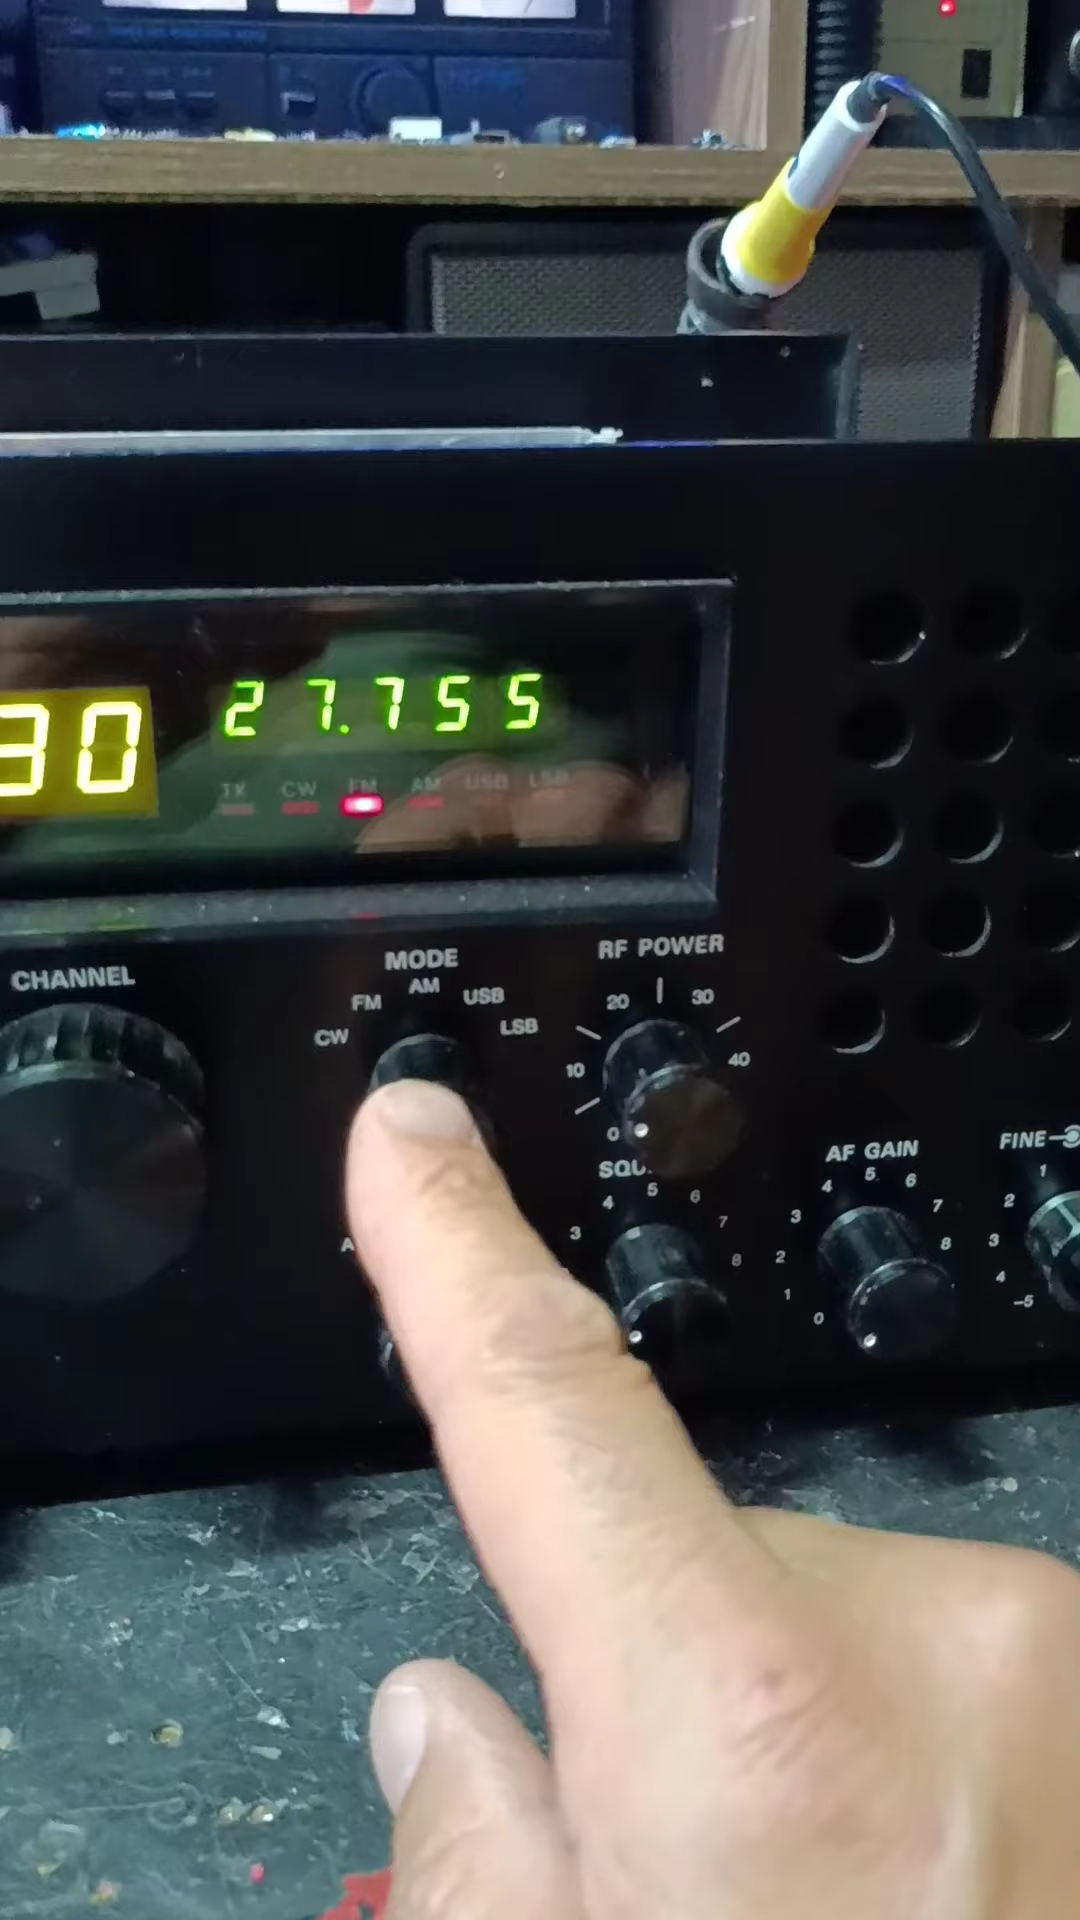 30
27.755
TX CW FM AM USB LSB
CHANNEL
MODE
CW FM AM USB LSB
RF POWER
0 10 20 30 40
SQU
3 4 5 6 7 8
A
AF GAIN
0 1 2 3 4 5 6 7 8
FINE
1 2 3 4 -5